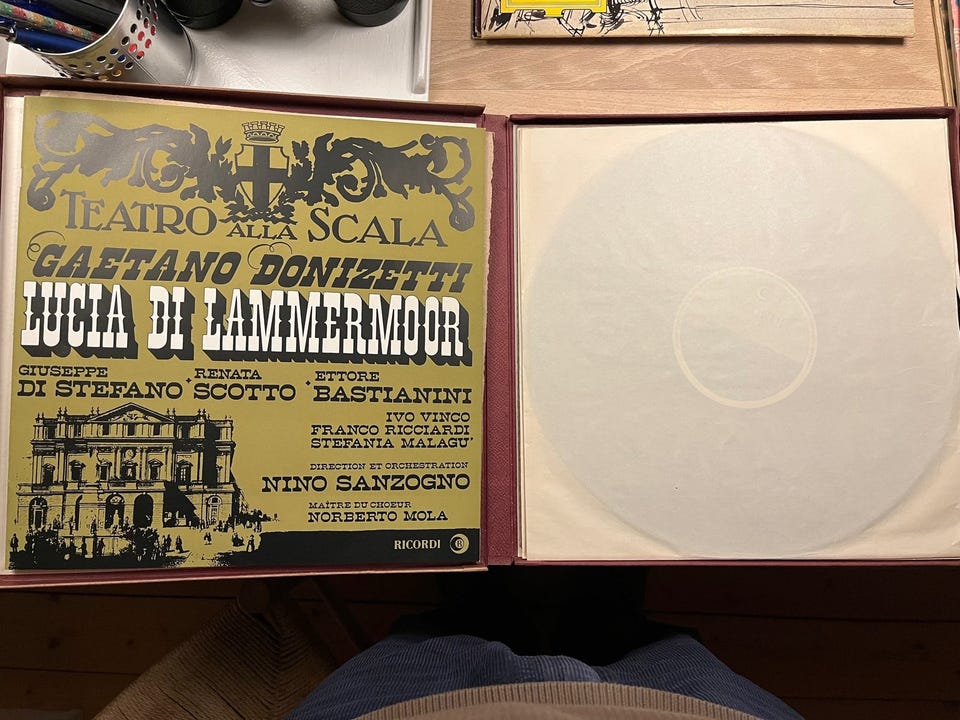 TEATRO ALLA SCALA
GAETANO DONIZETTI
LUCIA DI LAMMERMOOR
GIUSEPPE RENATA ETTORE
DI STEFANO · SCOTTO · BASTIANINI
IVO VINCO
FRANCO RICCIARDI
STEFANIA MALAGU'
DIRECTION ET ORCHESTRATION
NINO SANZOGNO
MAÎTRE DU CHOEUR
NORBERTO MOLA
RICORDI R